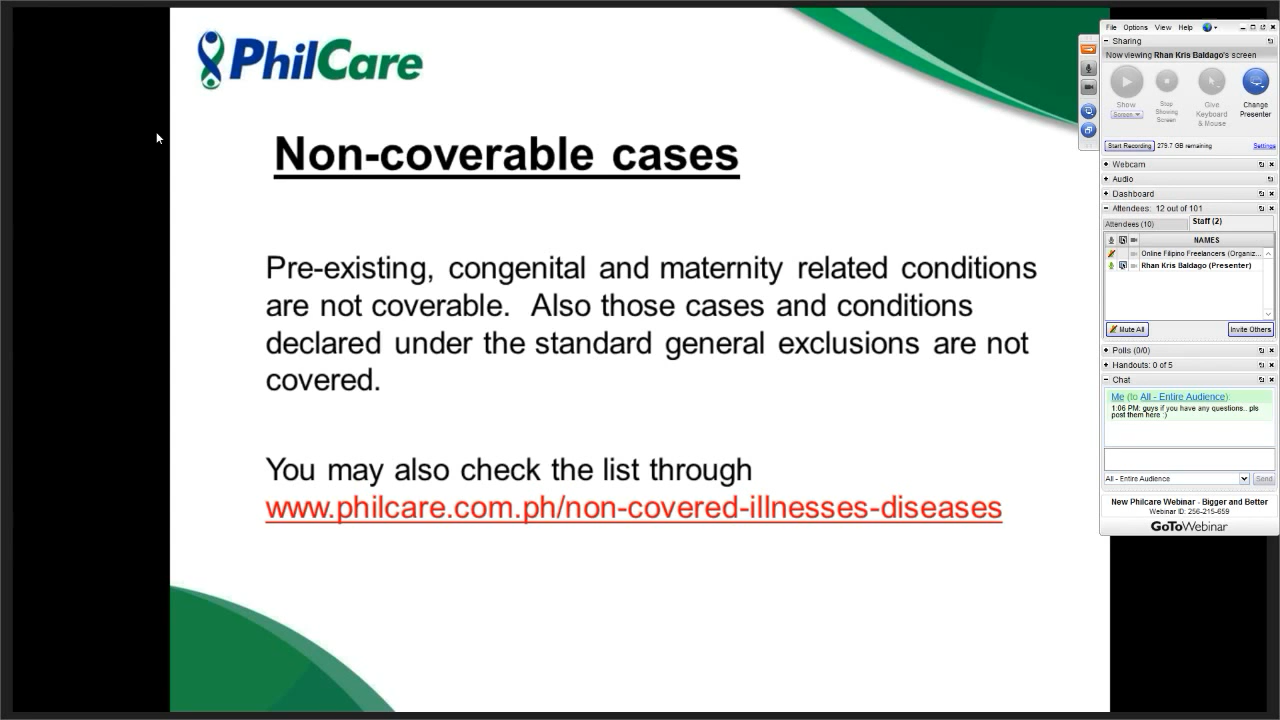 PhilCare
Non-coverable cases
Pre-existing, congenital and maternity related conditions
are not coverable. Also those cases and conditions
declared under the standard general exclusions are not
covered.
You may also check the list through
www.philcare.com.ph/non-covered-illnesses-diseases
File Options View Help
Sharing
Now viewing Rhan Kris Baldago's screen
Show
Screen
Stop
Showing
Screen
Give
Keyboard
& Mouse
Change
Presenter
Start Recording 279.7 GB remaining Settings
Webcam
Audio
Dashboard
Attendees: 12 out of 101
Attendees (10) Staff (2)
NAMES
Online Filipino Freelancers (Organiz...
Rhan Kris Baldago (Presenter)
Mute All Invite Others
Polls (0/0)
Handouts: 0 of 5
Chat
Me (to All - Entire Audience):
1:06 PM: guys if you have any questions.. pls
post them here :)
All - Entire Audience Send
New Philcare Webinar - Bigger and Better
Webinar ID: 256-215-659
GoToWebinar